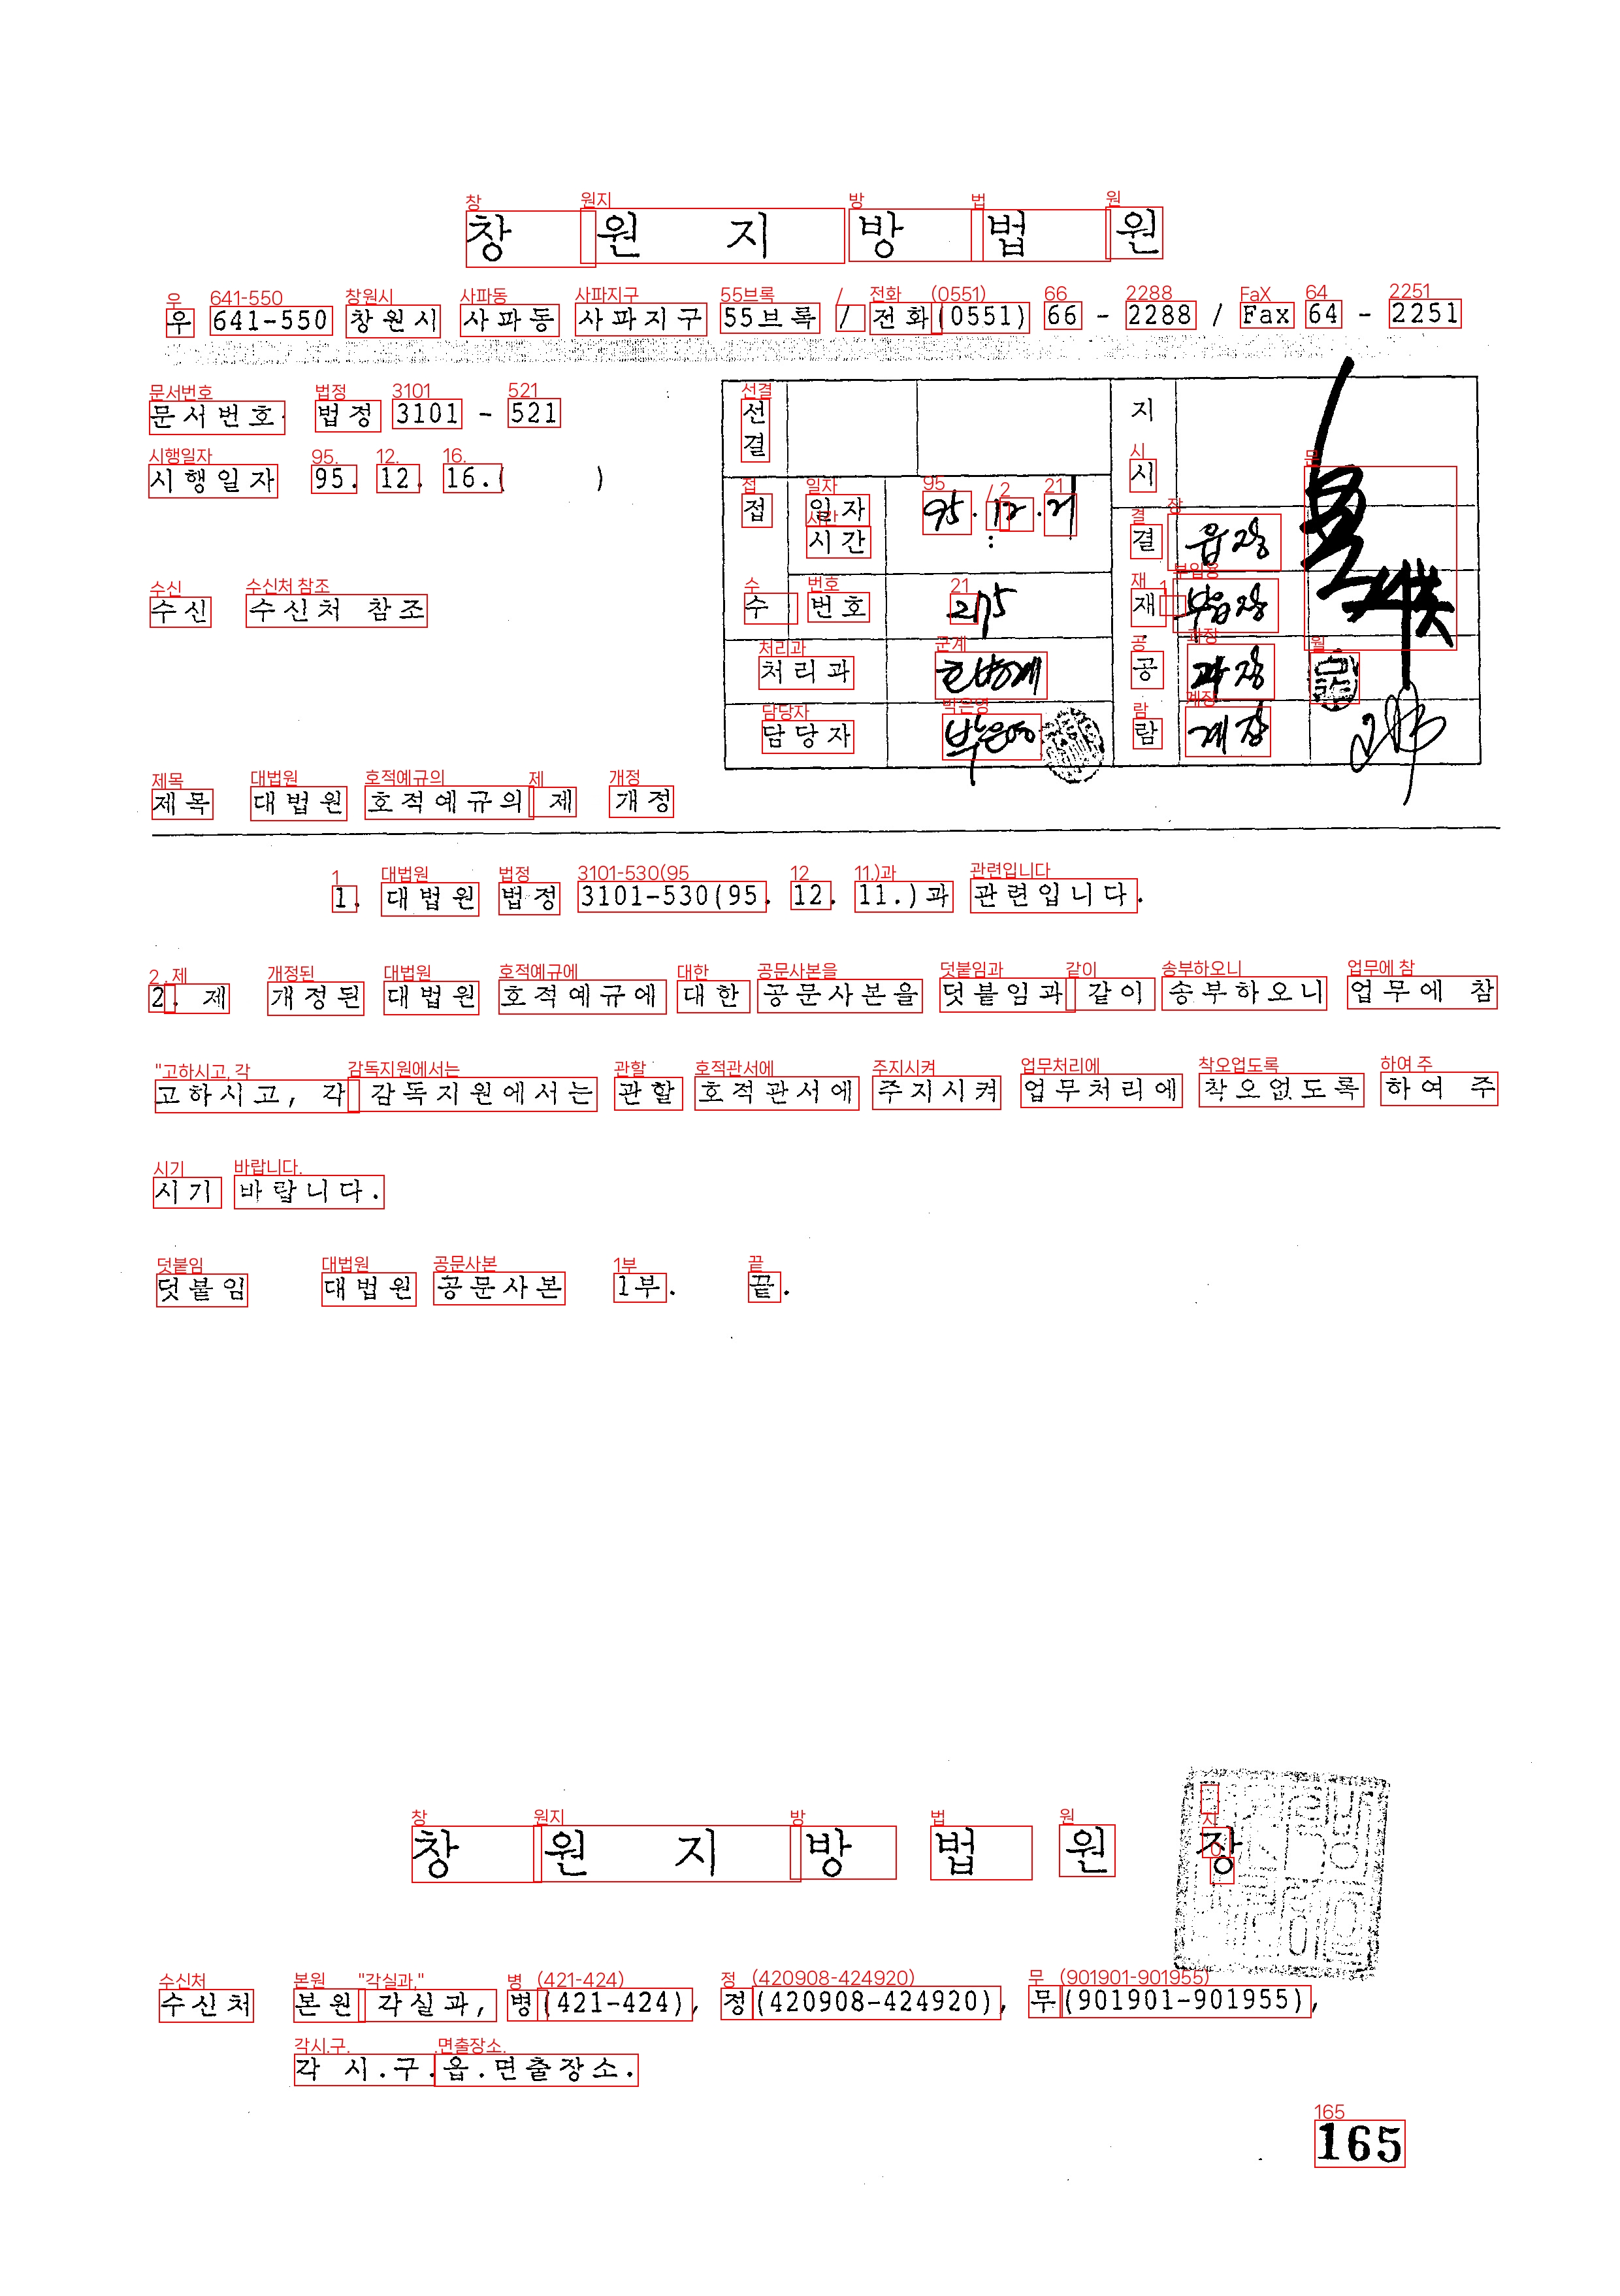 창 원 지 방 법 원
우 641-550 창원시 사파동 사파지구 55브록 / 전화(0551) 66 - 2288 / Fax 64 - 2251
문서번호 법정 3101 - 521
시행일자 95. 12. 16.( )
수신 수신처 참조
선결 지시
접수 일자 시간 95. 12. 21 :
번호 2175
처리과 호병계
담당자 박은영
결재 공람
읍장
부읍장
과장
계장
제목 대법원 호적예규의 제 개정
1. 대법원 법정 3101-530(95. 12. 11.)과 관련입니다.
2. 제 개정된 대법원 호적예규에 대한 공문사본을 덧붙임과 같이 송부하오니 업무에 참
고하시고, 각 감독지원에서는 관할 호적관서에 주지시켜 업무처리에 착오없도록 하여 주
시기 바랍니다.
덧붙임 대법원 공문사본 1부. 끝.
창 원 지 방 법 원 장
수신처 본원 각실과, 병(421-424), 정(420908-424920), 무(901901-901955),
각 시.구.읍.면출장소.
165